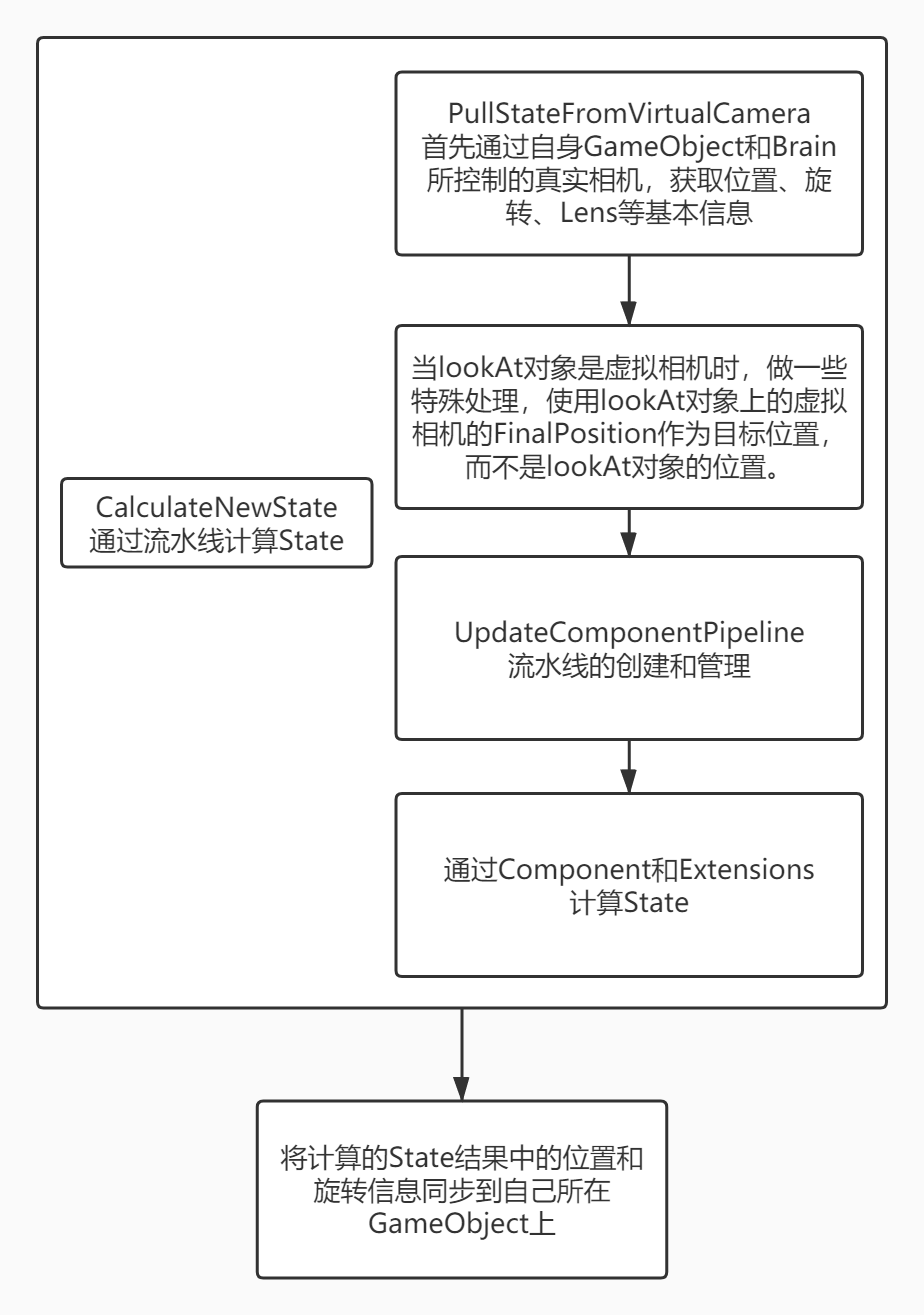 PullStateFromVirtualCamera
首先通过自身GameObject和Brain
所控制的真实相机，获取位置、旋
转、Lens等基本信息
当lookAt对象是虚拟相机时，做一些
特殊处理，使用lookAt对象上的虚拟
相机的FinalPosition作为目标位置，
而不是lookAt对象的位置。
CalculateNewState
通过流水线计算State
UpdateComponentPipeline
流水线的创建和管理
通过Component和Extensions
计算State
将计算的State结果中的位置和
旋转信息同步到自己所在
GameObject上